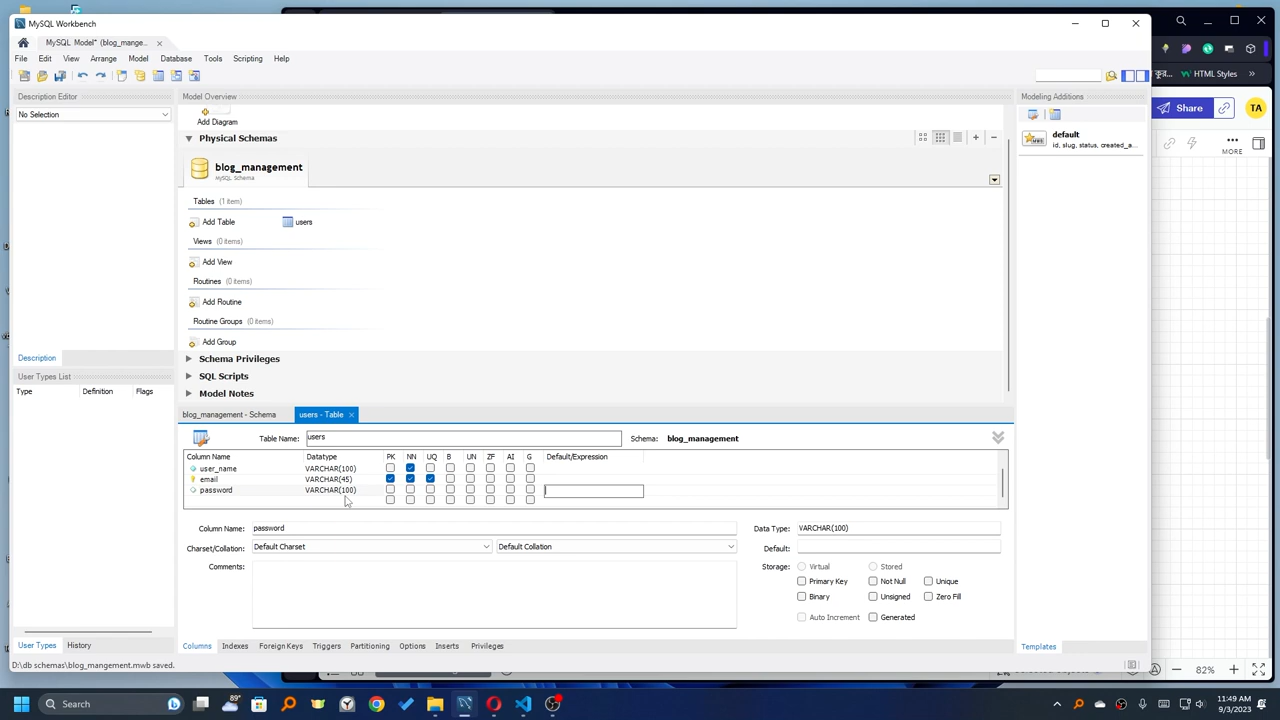 MySQL Workbench
MySQL Model* (blog_mange...
File Edit View Arrange Model Database Tools Scripting Help
HTML Styles
Description Editor
Model Overview
Modeling Additions
No Selection
Add Diagram
Share
TA
Physical Schemas
default
id, slug, status, created_a...
MORE
blog_management
MySQL Schema
Tables (1 item)
Add Table users
Views (0 items)
Add View
Routines (0 items)
Add Routine
Routine Groups (0 items)
Add Group
Description
Schema Privileges
User Types List
SQL Scripts
Type Definition Flags
Model Notes
blog_management - Schema users - Table
Table Name: users Schema: blog_management
Column Name Datatype PK NN UQ B UN ZF AI G Default/Expression
user_name VARCHAR(100)
email VARCHAR(45)
password VARCHAR(100)
Column Name: password Data Type: VARCHAR(100)
Charset/Collation: Default Charset Default Collation Default:
Comments: Storage: Virtual Stored
Primary Key Not Null Unique
Binary Unsigned Zero Fill
Auto Increment Generated
User Types History
Columns Indexes Foreign Keys Triggers Partitioning Options Inserts Privileges
Templates
D:\db schemas\blog_mangement.mwb saved.
82%
89°
Search
11:49 AM
9/3/2023